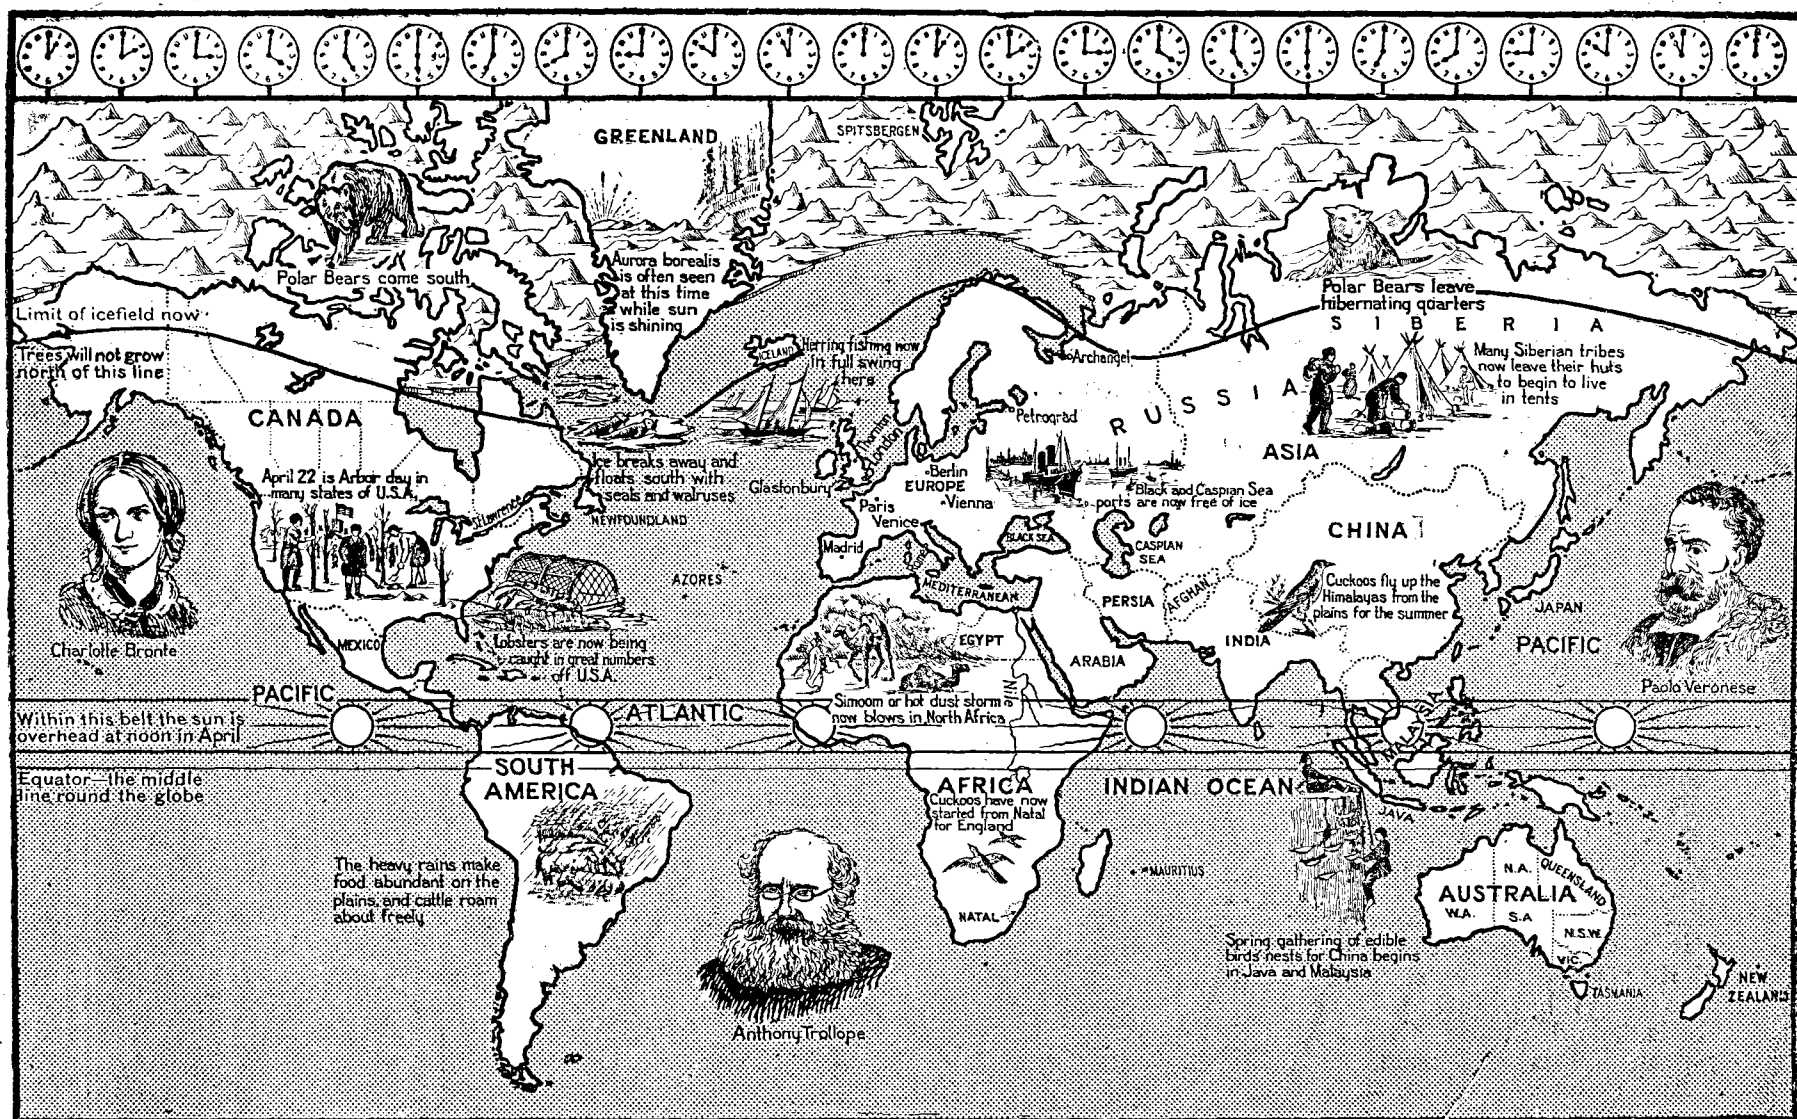 GREENLAND
SPITSBERGEN
Polar Bears come south
Aurora borealis
is often seen
at this time
while sun
is shining
Polar Bears leave
hibernating quarters
SIBERIA
Limit of icefield now
Trees will not grow
north of this line
ICELAND
Herring fishing now
in full swing
here
Archangel
Many Siberian tribes
now leave their huts
to begin to live
in tents
CANADA
Petrograd
RUSSIA
ASIA
Thornton
London
April 22 is Arbor day in
many states of U.S.A.
Ice breaks away and
floats south with
seals and walruses
Glastonbury
Berlin
EUROPE
Vienna
Paris
Venice
Black and Caspian Sea
ports are now free of ice
St Lawrence
NEWFOUNDLAND
CHINA
Madrid
Rome
BLACK SEA
CASPIAN
SEA
AZORES
MEDITERRANEAN
PERSIA
AFGHAN.
Cuckoos fly up the
Himalayas from the
plains for the summer
JAPAN
Charlotte Bronte
MEXICO
Lobsters are now being
caught in great numbers
off U.S.A.
EGYPT
ARABIA
INDIA
PACIFIC
Paolo Veronese
PACIFIC
ATLANTIC
Simoom or hot dust storm
now blows in North Africa
Nile
MALAYSIA
Within this belt the sun is
overhead at noon in April
Equator—the middle
line round the globe
SOUTH
AMERICA
AFRICA
Cuckoos have now
started from Natal
for England
INDIAN OCEAN
JAVA
The heavy rains make
food abundant on the
plains, and cattle roam
about freely
MAURITIUS
NATAL
AUSTRALIA
N.A.
QUEENSLAND
W.A.
S.A
N.S.W.
VIC.
Spring gathering of edible
birds' nests for China begins
in Java and Malaysia
TASMANIA
NEW
ZEALAND
Anthony Trollope